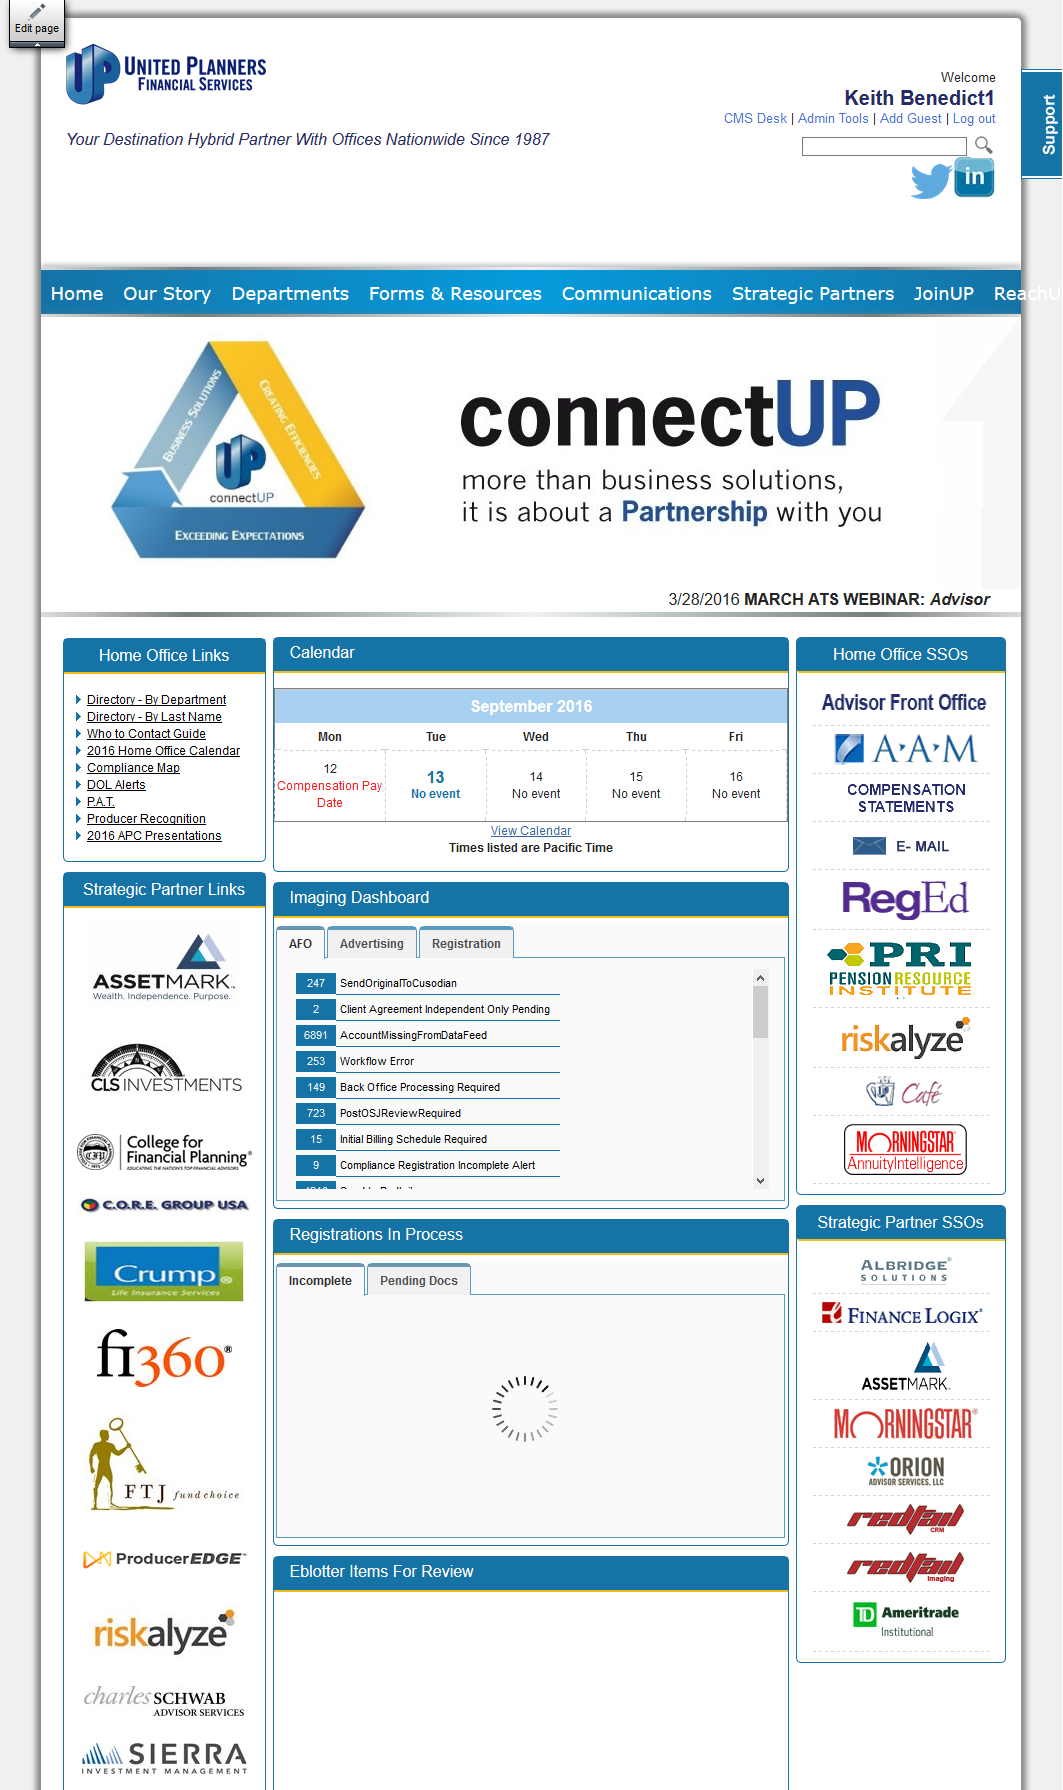 Edit page
UNITED PLANNERS
FINANCIAL SERVICES
Your Destination Hybrid Partner With Offices Nationwide Since 1987
Welcome
Keith Benedict1
CMS Desk | Admin Tools | Add Guest | Log out
in
Support
Home Our Story Departments Forms & Resources Communications Strategic Partners JoinUP ReachU
BUSINESS SOLUTIONS
CREATING EFFICIENCIES
UP
connectUP
EXCEEDING EXPECTATIONS
connectUP
more than business solutions,
it is about a Partnership with you
3/28/2016 MARCH ATS WEBINAR: Advisor
Home Office Links
Directory - By Department
Directory - By Last Name
Who to Contact Guide
2016 Home Office Calendar
Compliance Map
DOL Alerts
P.A.T.
Producer Recognition
2016 APC Presentations
Strategic Partner Links
ASSETMARK
Wealth. Independence. Purpose.
CLS INVESTMENTS
College for
Financial Planning
EDUCATING THE NATION'S TOP FINANCIAL ADVISORS
C.O.R.E. GROUP USA
Crump®
Life Insurance Services
fi360®
FTJ fundchoice
ProducerEDGE
riskalyze
charles SCHWAB
ADVISOR SERVICES
SIERRA
INVESTMENT MANAGEMENT
Calendar
September 2016
Mon Tue Wed Thu Fri
12 13 14 15 16
Compensation Pay Date No event No event No event No event
View Calendar
Times listed are Pacific Time
Imaging Dashboard
AFO Advertising Registration
247 SendOriginalToCusodian
2 Client Agreement Independent Only Pending
6891 AccountMissingFromDataFeed
253 Workflow Error
149 Back Office Processing Required
723 PostOSJReviewRequired
15 Initial Billing Schedule Required
9 Compliance Registration Incomplete Alert
Registrations In Process
Incomplete Pending Docs
Eblotter Items For Review
Home Office SSOs
Advisor Front Office
A·A·A M
COMPENSATION
STATEMENTS
E- MAIL
RegEd
PRI
PENSION RESOURCE
INSTITUTE
riskalyze
UP Café
MORNINGSTAR
AnnuityIntelligence
Strategic Partner SSOs
ALBRIDGE®
SOLUTIONS
FINANCE LOGIX®
ASSETMARK
MORNINGSTAR®
ORION
ADVISOR SERVICES, LLC
redtail
CRM
redtail
Imaging
TD Ameritrade
Institutional